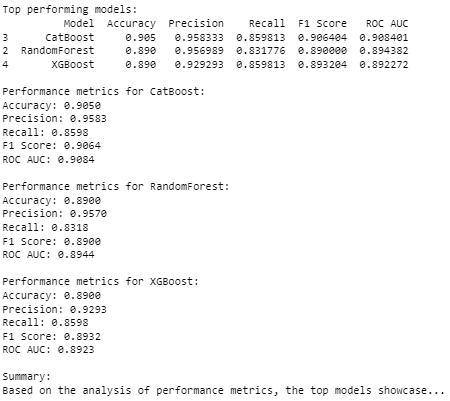 Top performing models:
Model Accuracy Precision Recall F1 Score ROC AUC
3 CatBoost 0.905 0.958333 0.859813 0.906404 0.908401
2 RandomForest 0.890 0.956989 0.831776 0.890000 0.894382
4 XGBoost 0.890 0.929293 0.859813 0.893204 0.892272
Performance metrics for CatBoost:
Accuracy: 0.9050
Precision: 0.9583
Recall: 0.8598
F1 Score: 0.9064
ROC AUC: 0.9084
Performance metrics for RandomForest:
Accuracy: 0.8900
Precision: 0.9570
Recall: 0.8318
F1 Score: 0.8900
ROC AUC: 0.8944
Performance metrics for XGBoost:
Accuracy: 0.8900
Precision: 0.9293
Recall: 0.8598
F1 Score: 0.8932
ROC AUC: 0.8923
Summary:
Based on the analysis of performance metrics, the top models showcase...